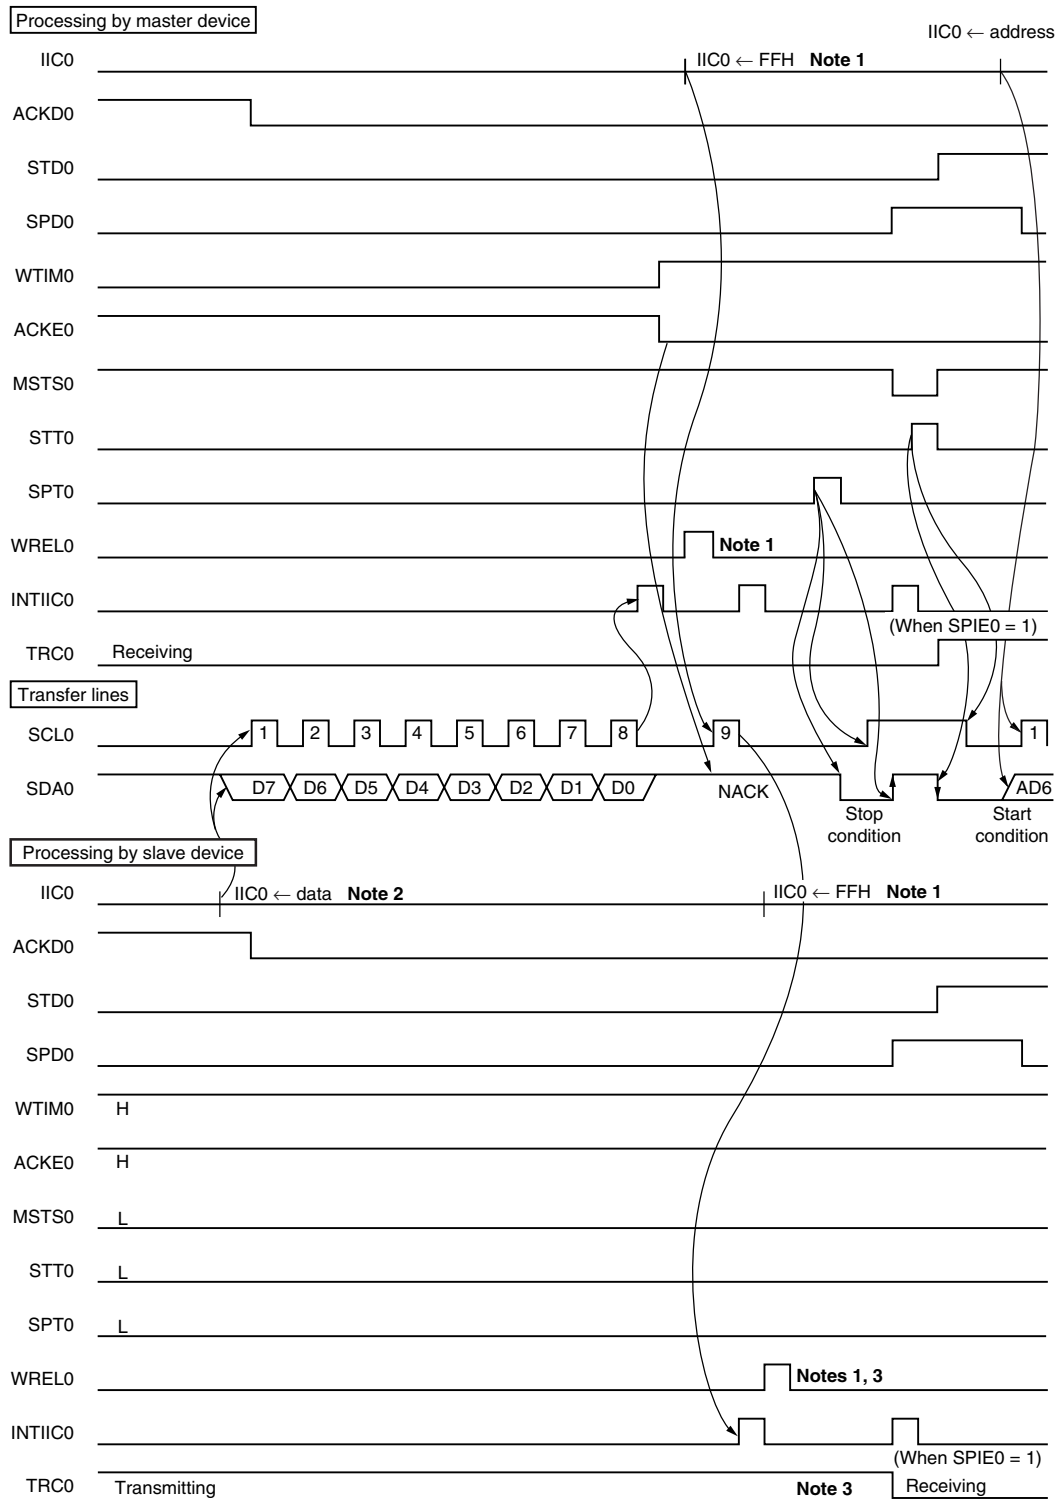 Processing by master device
IIC0 ← address
IIC0 IIC0 ← FFH Note 1
ACKD0
STD0
SPD0
WTIM0
ACKE0
MSTS0
STT0
SPT0
WREL0 Note 1
INTIIC0
(When SPIE0 = 1)
TRC0 Receiving
Transfer lines
SCL0 1 2 3 4 5 6 7 8 9 1
SDA0 D7 D6 D5 D4 D3 D2 D1 D0 NACK AD6
Stop condition
Start condition
Processing by slave device
IIC0 IIC0 ← data Note 2 IIC0 ← FFH Note 1
ACKD0
STD0
SPD0
WTIM0 H
ACKE0 H
MSTS0 L
STT0 L
SPT0 L
WREL0 Notes 1, 3
INTIIC0
(When SPIE0 = 1)
TRC0 Transmitting Note 3 Receiving